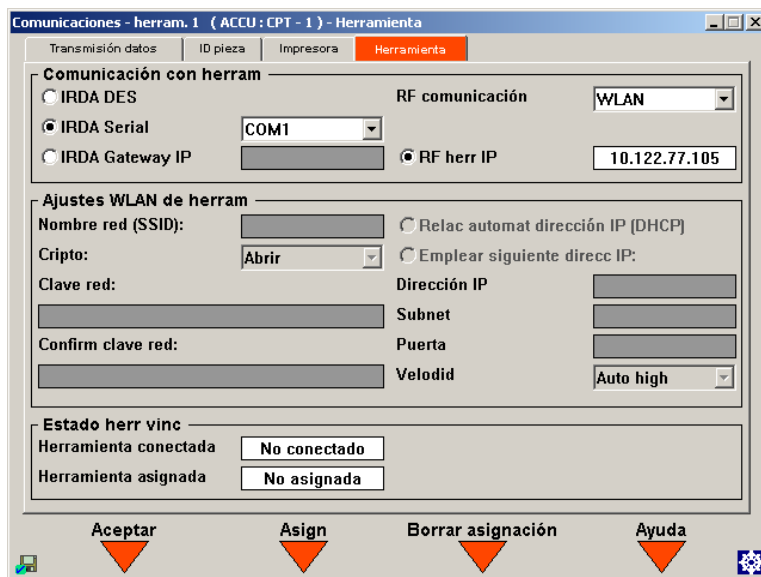 Comunicaciones - herram. 1 ( ACCU : CPT - 1 ) - Herramienta
Transmisión datos ID pieza Impresora Herramienta
Comunicación con herram
IRDA DES RF comunicación WLAN
IRDA Serial COM1
IRDA Gateway IP RF herr IP 10.122.77.105
Ajustes WLAN de herram
Nombre red (SSID): Relac automat dirección IP (DHCP)
Cripto: Abrir Emplear siguiente direcc IP:
Clave red: Dirección IP
Subnet
Confirm clave red: Puerta
Velodid Auto high
Estado herr vinc
Herramienta conectada No conectado
Herramienta asignada No asignada
Aceptar Asign Borrar asignación Ayuda